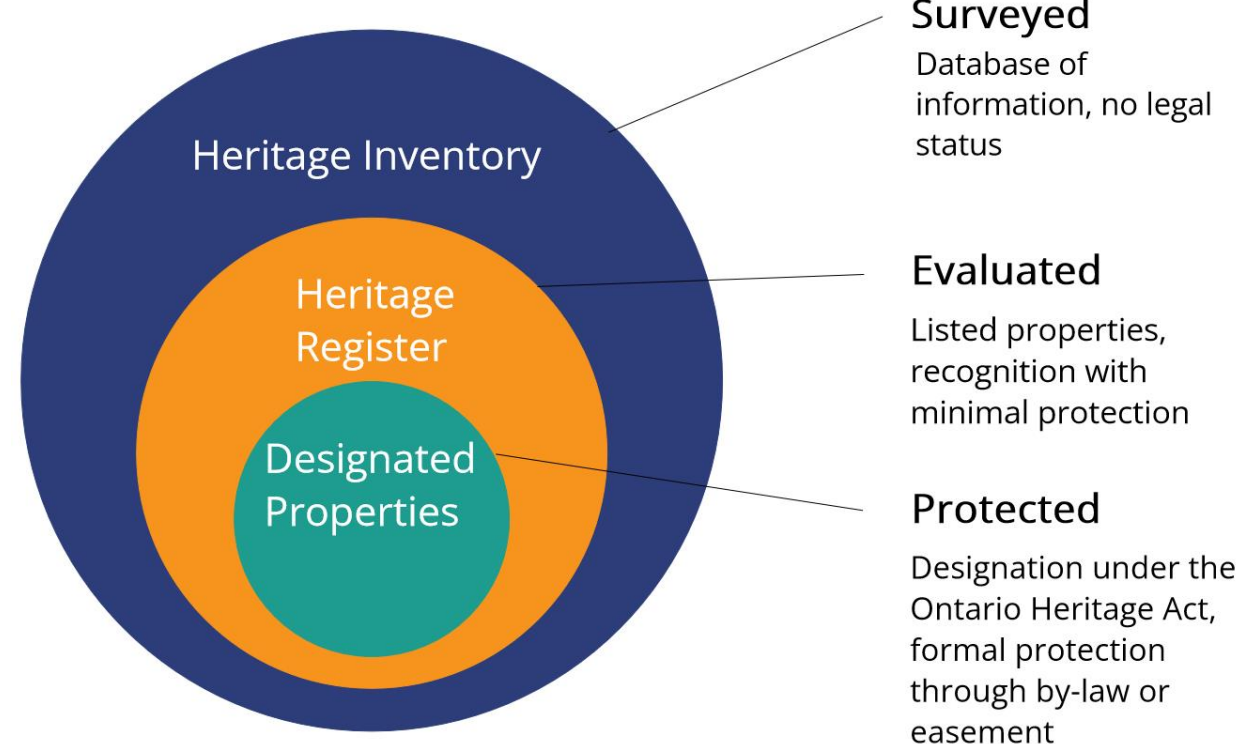 Surveyed
Database of
information, no legal
status
Heritage Inventory
Evaluated
Listed properties,
recognition with
minimal protection
Heritage
Register
Protected
Designation under the
Ontario Heritage Act,
formal protection
through by-law or
easement
Designated
Properties